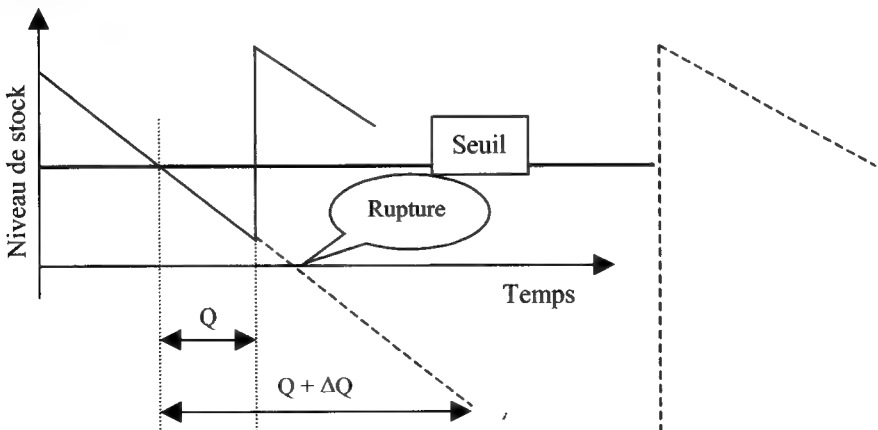 Niveau de stock
Seuil
Rupture
Temps
Q
Q + ΔQ